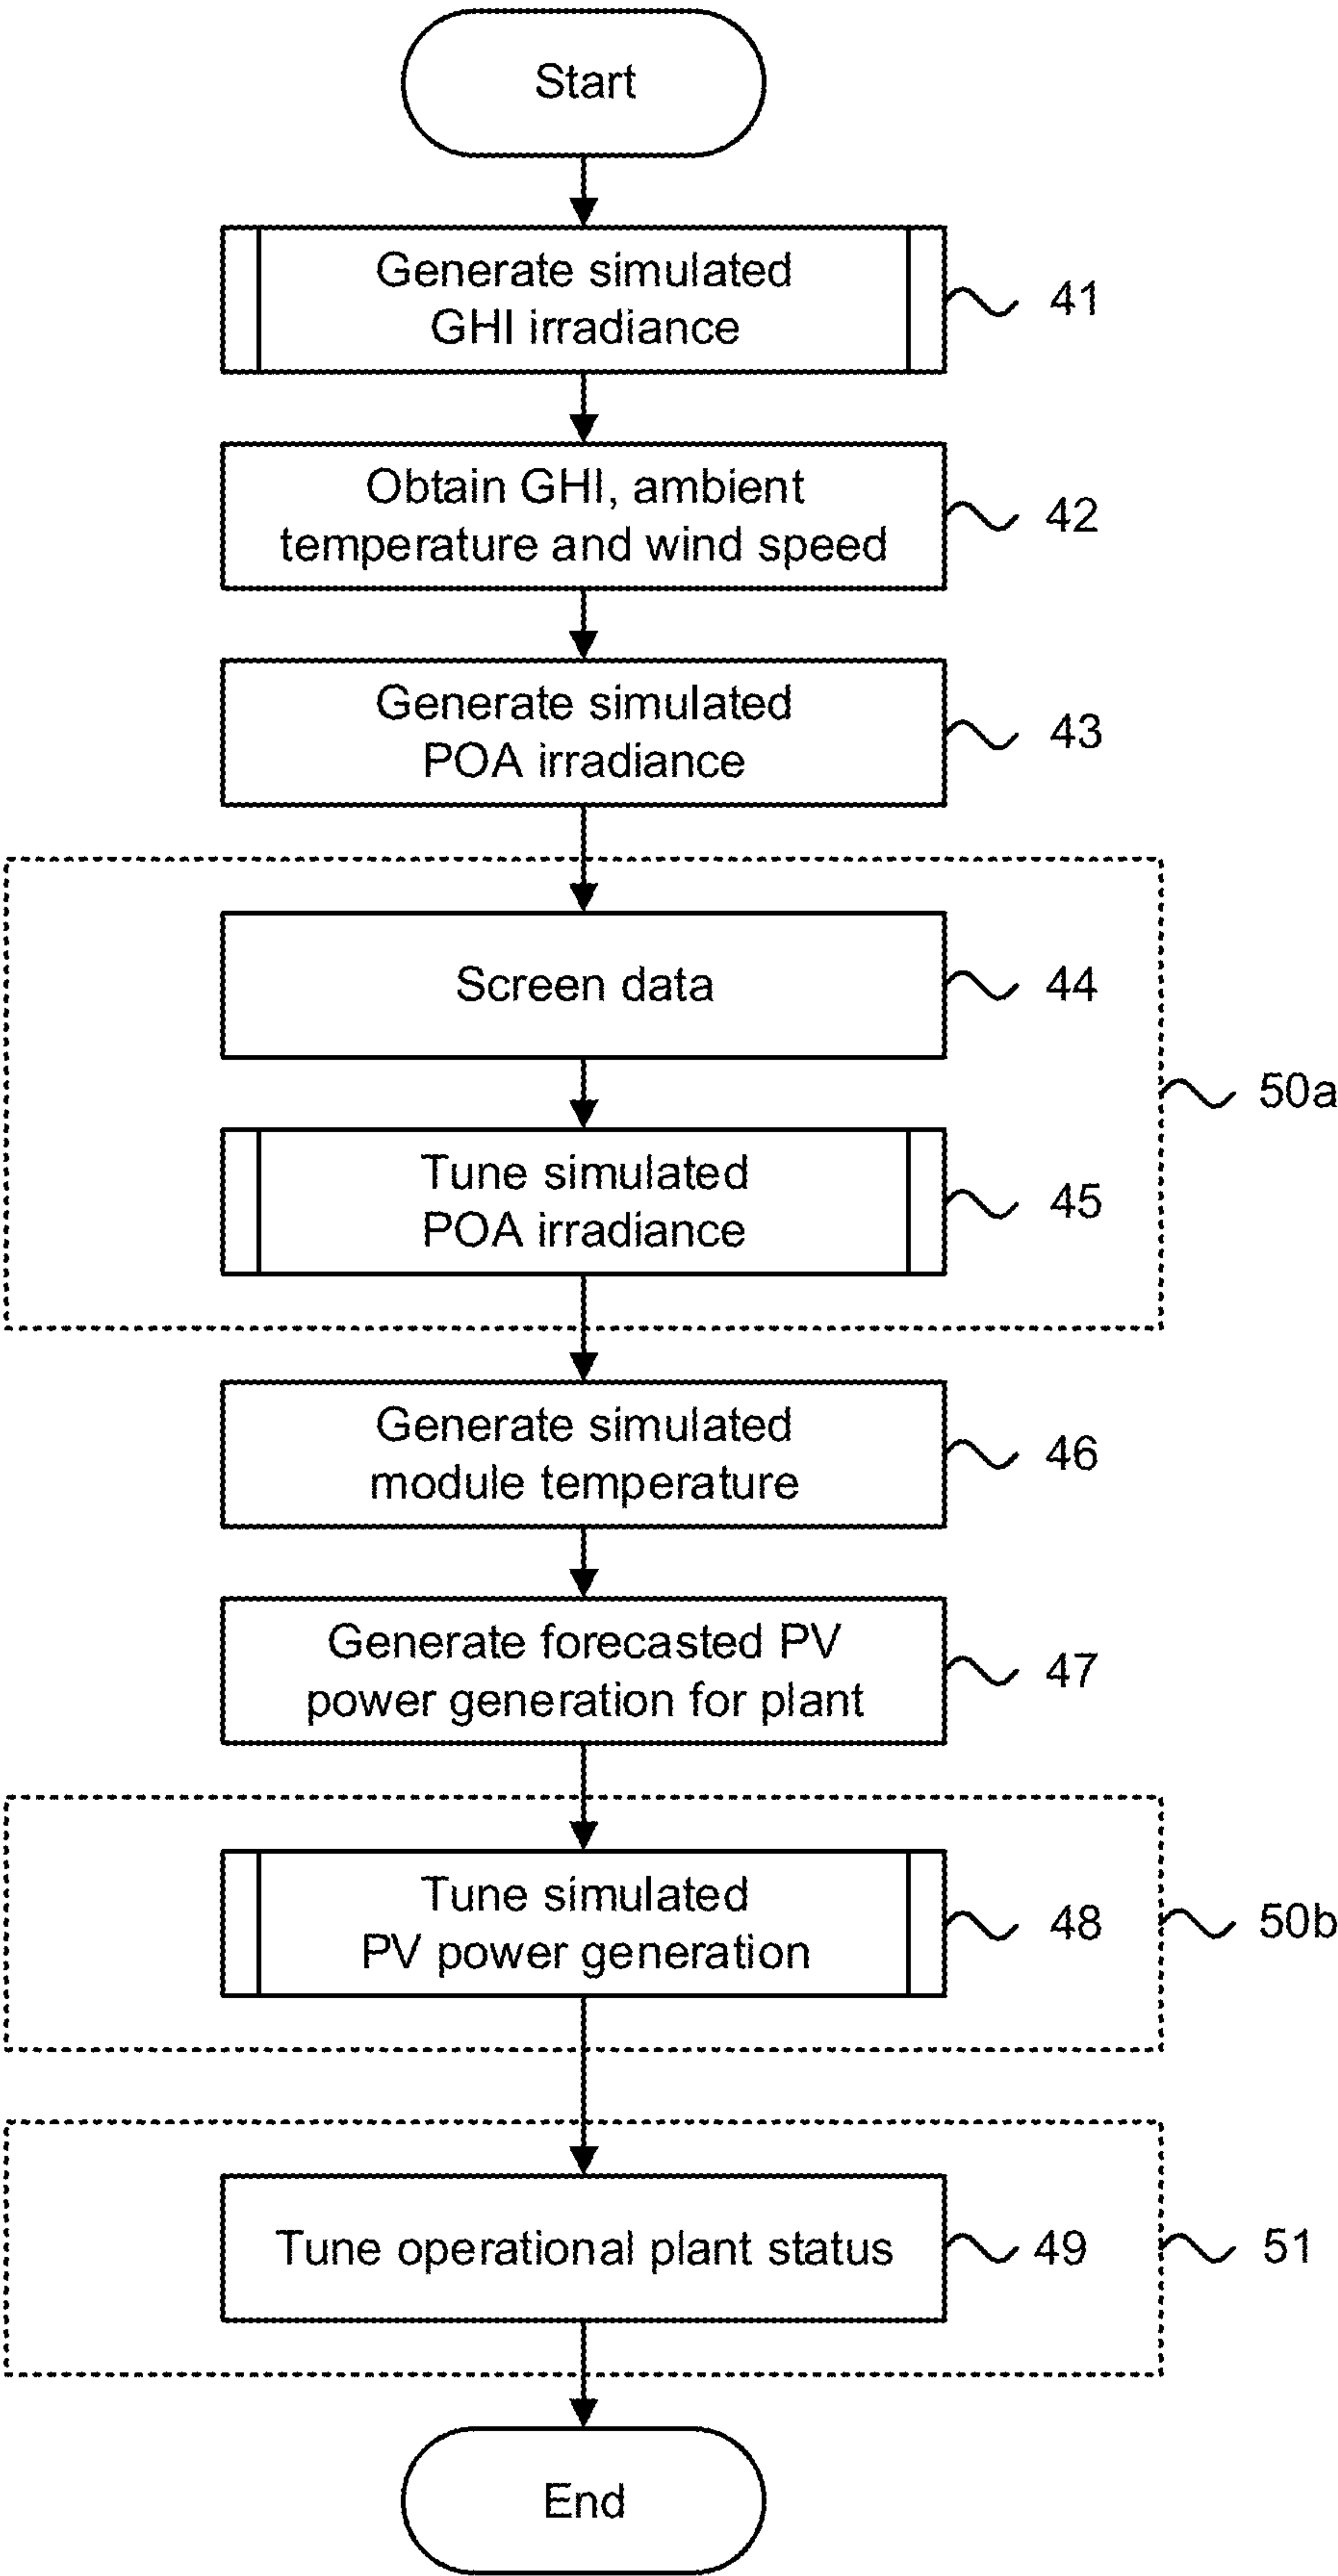 Start
Generate simulated
GHI irradiance
41
Obtain GHI, ambient
temperature and wind speed
42
Generate simulated
POA irradiance
43
Screen data
44
50a
Tune simulated
POA irradiance
45
Generate simulated
module temperature
46
Generate forecasted PV
power generation for plant
47
Tune simulated
PV power generation
48
50b
Tune operational plant status
49
51
End